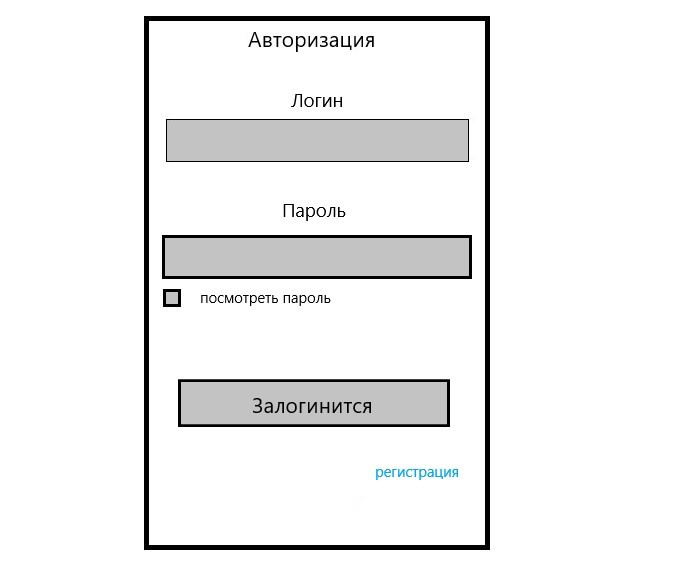 Авторизация
Логин
Пароль
посмотреть пароль
Залогинится
регистрация